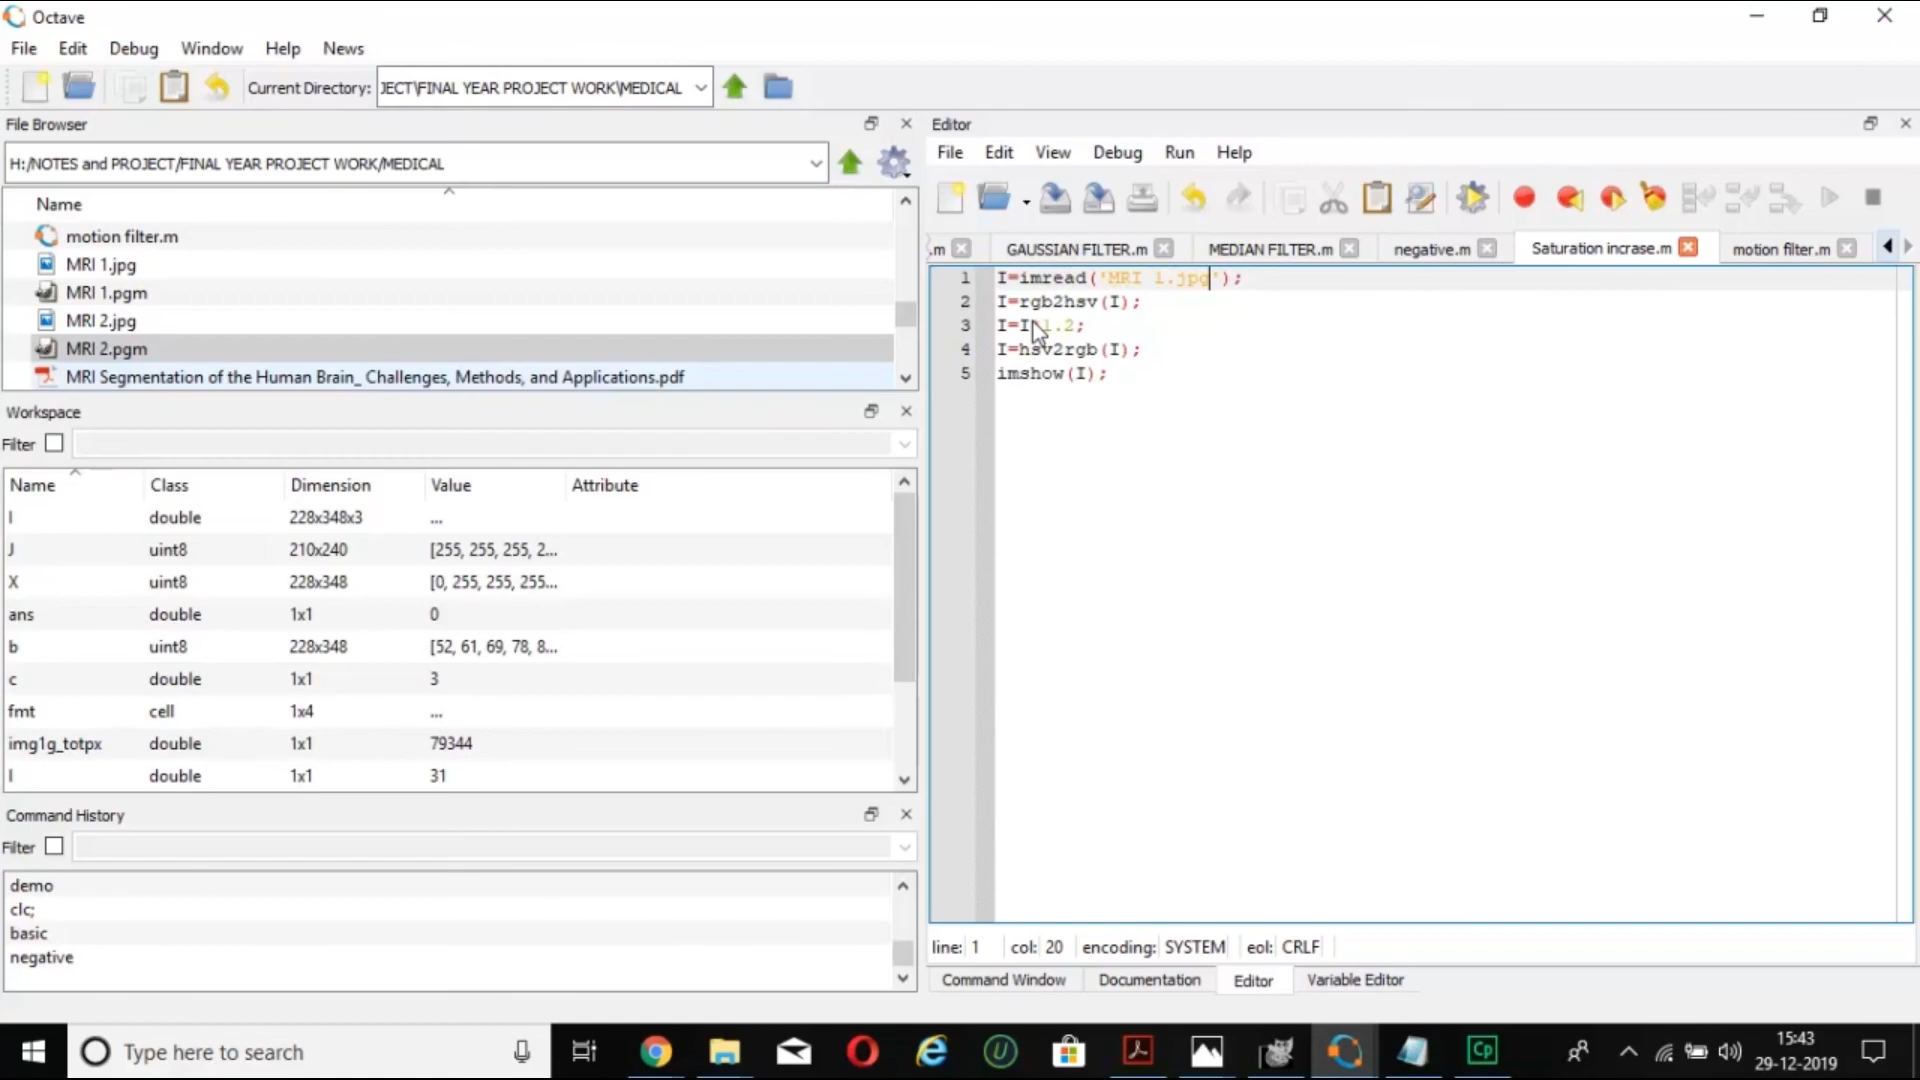 Octave
File Edit Debug Window Help News
Current Directory: JECT\FINAL YEAR PROJECT WORK\MEDICAL
File Browser
H:/NOTES and PROJECT/FINAL YEAR PROJECT WORK/MEDICAL
Name
motion filter.m
MRI 1.jpg
MRI 1.pgm
MRI 2.jpg
MRI 2.pgm
MRI Segmentation of the Human Brain_ Challenges, Methods, and Applications.pdf
Workspace
Filter
Name Class Dimension Value Attribute
I double 228x348x3 ...
J uint8 210x240 [255, 255, 255, 2...
X uint8 228x348 [0, 255, 255, 255...
ans double 1x1 0
b uint8 228x348 [52, 61, 69, 78, 8...
c double 1x1 3
fmt cell 1x4 ...
img1g_totpx double 1x1 79344
l double 1x1 31
Command History
Filter
demo
clc;
basic
negative
Editor
File Edit View Debug Run Help
.m GAUSSIAN FILTER.m MEDIAN FILTER.m negative.m Saturation incrase.m motion filter.m
1 I=imread('MRI 1.jpg');
2 I=rgb2hsv(I);
3 I=I 1.2;
4 I=hsv2rgb(I);
5 imshow(I);
line: 1 col: 20 encoding: SYSTEM eol: CRLF
Command Window Documentation Editor Variable Editor
Type here to search
Cp
15:43
29-12-2019